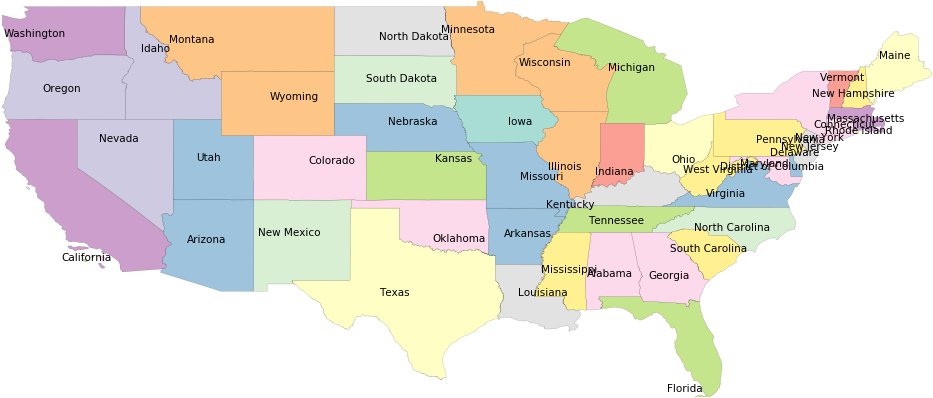 Washington
Montana
Idaho
North Dakota
Minnesota
Wisconsin
Michigan
Maine
Vermont
New Hampshire
Oregon
South Dakota
Wyoming
Massachusetts
Connecticut
Rhode Island
New York
Nebraska
Iowa
Nevada
Pennsylvania
New Jersey
Delaware
Utah
Colorado
Kansas
Illinois
Indiana
Ohio
Maryland
District of Columbia
West Virginia
Missouri
Virginia
Kentucky
Arizona
New Mexico
Oklahoma
Arkansas
Tennessee
North Carolina
South Carolina
California
Texas
Louisiana
Mississippi
Alabama
Georgia
Florida